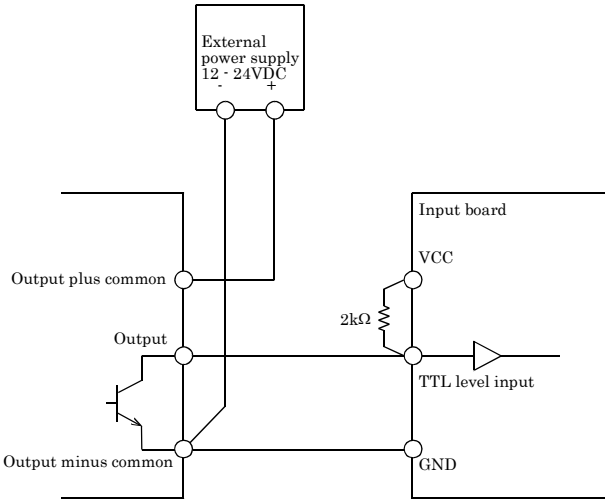 External
power supply
12 - 24VDC
- +
Input board
VCC
Output plus common
2kΩ
Output
TTL level input
Output minus common
GND